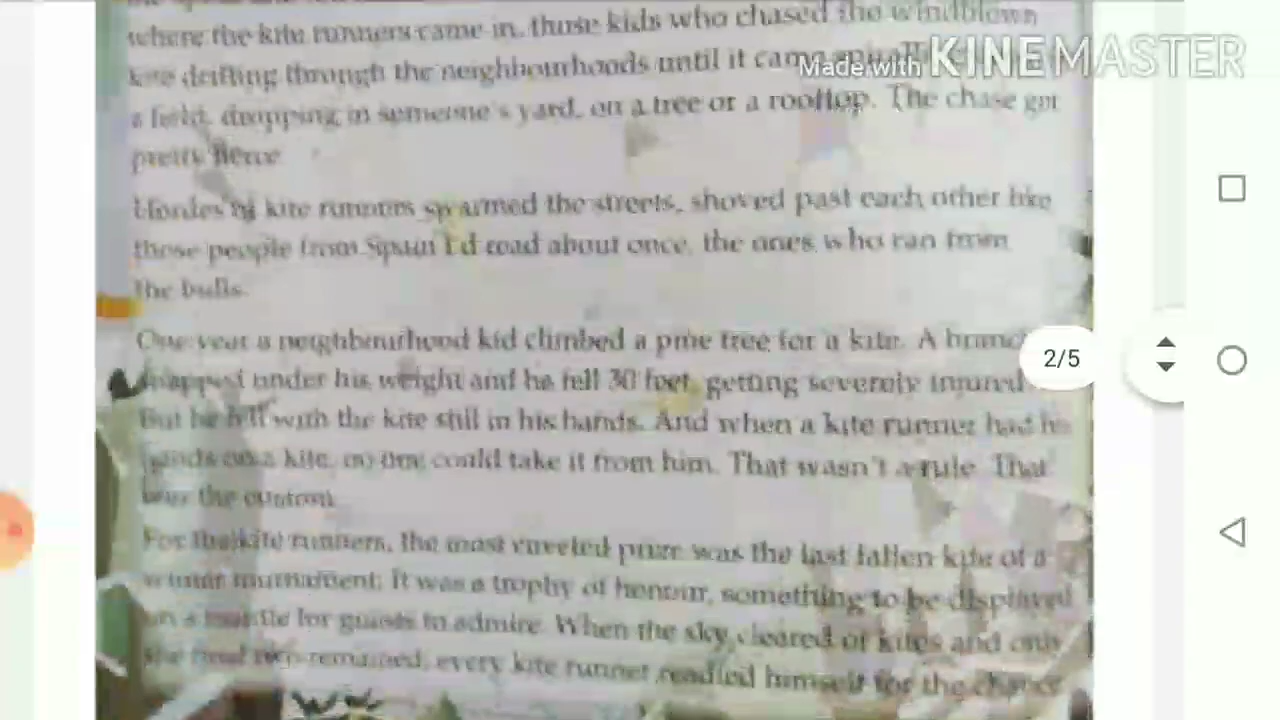 where the kite runners came in, those kids who chased the windblown
kite drifting through the neighbourhoods until it came
Made with KINEMASTER
a field, dropping in someone's yard, on a tree or a rooftop. The chase got
pretty fierce
Hordes of kite runners swarmed the streets, shoved past each other like
those people from Spain I'd read about once, the ones who ran from
the bulls.
One year a neighbourhood kid climbed a pine tree for a kite. A branch
2/5
snapped under his weight and he fell 30 feet, getting severely injured
But he fell with the kite still in his hands. And when a kite runner had his
hands on a kite, no one could take it from him. That wasn't a rule. That
was the custom
For the kite runners, the most coveted prize was the last fallen kite of a
winter tournament. It was a trophy of honour, something to be displayed
on a mantle for guests to admire. When the sky cleared of kites and only
the final two remained, every kite runner readied himself for the chance